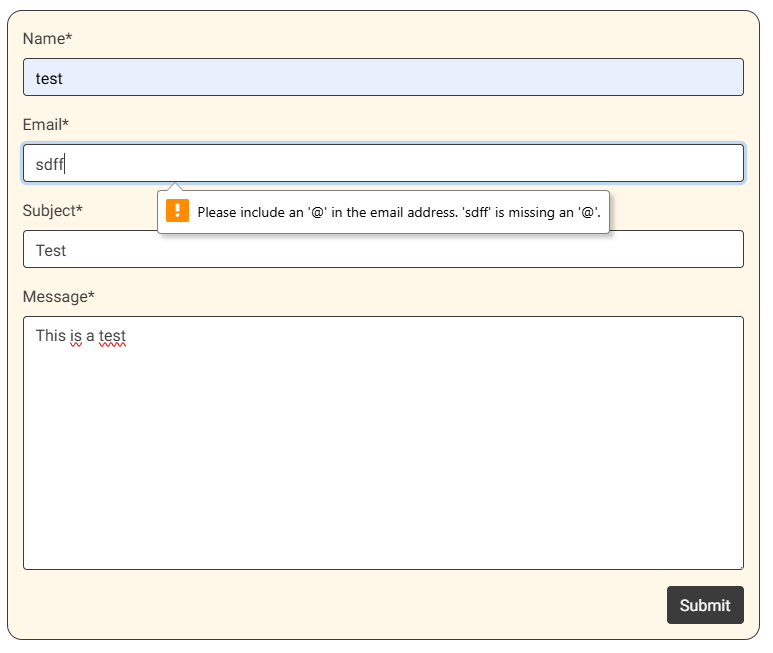 Name*
test
Email*
sdff
Please include an '@' in the email address. 'sdff' is missing an '@'.
Subject*
Test
Message*
This is a test
Submit